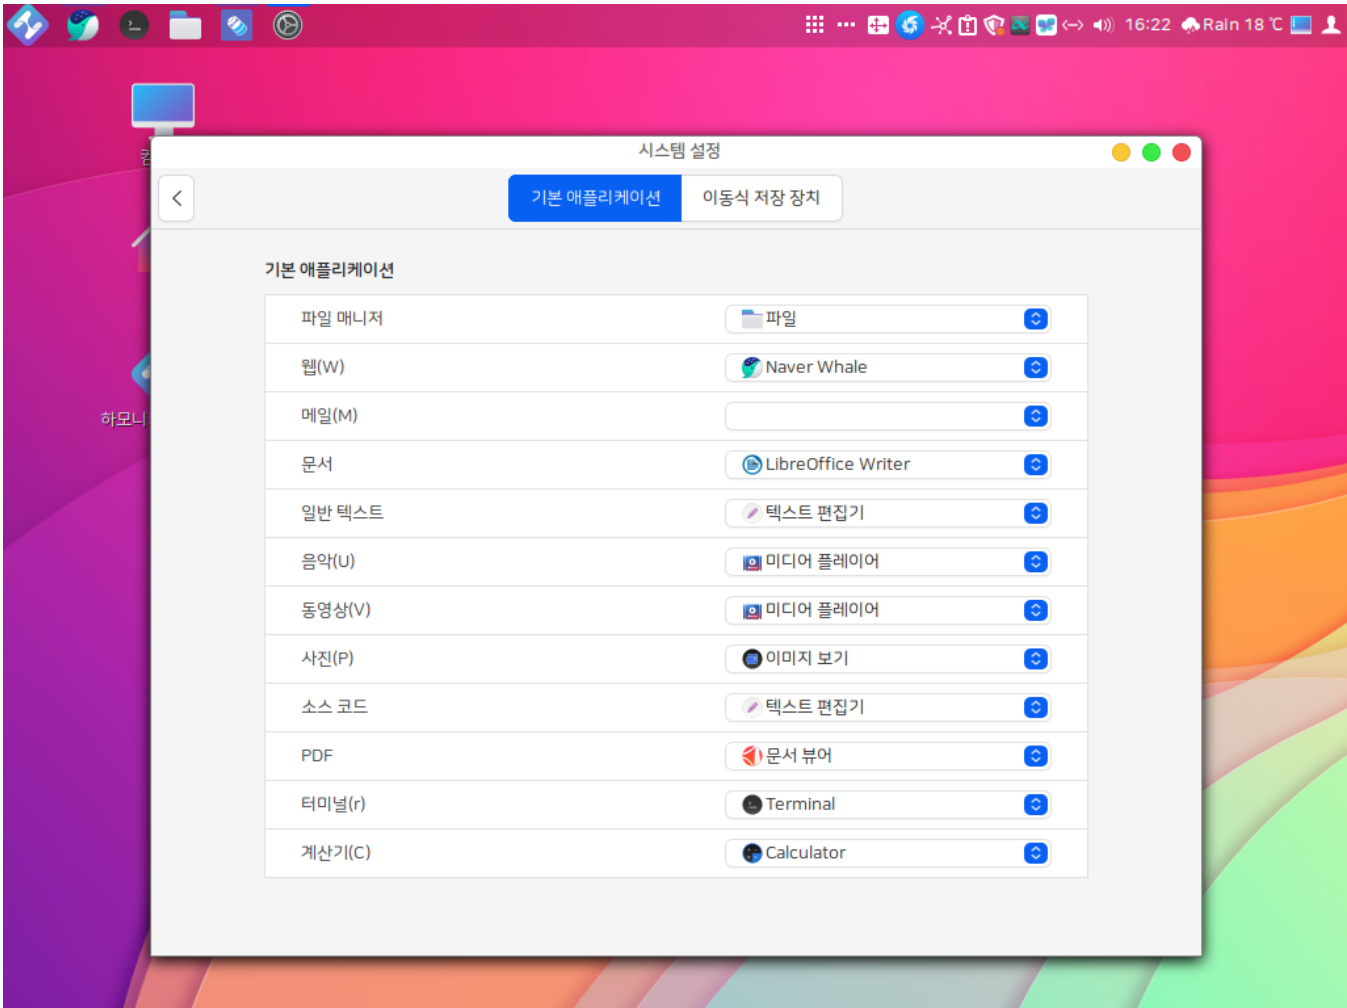 16:22 Rain 18 ℃
시스템 설정
기본 애플리케이션 이동식 저장 장치
기본 애플리케이션
파일 매니저 파일
웹(W) Naver Whale
메일(M)
문서 LibreOffice Writer
일반 텍스트 텍스트 편집기
음악(U) 미디어 플레이어
동영상(V) 미디어 플레이어
사진(P) 이미지 보기
소스 코드 텍스트 편집기
PDF 문서 뷰어
터미널(r) Terminal
계산기(C) Calculator
하모니